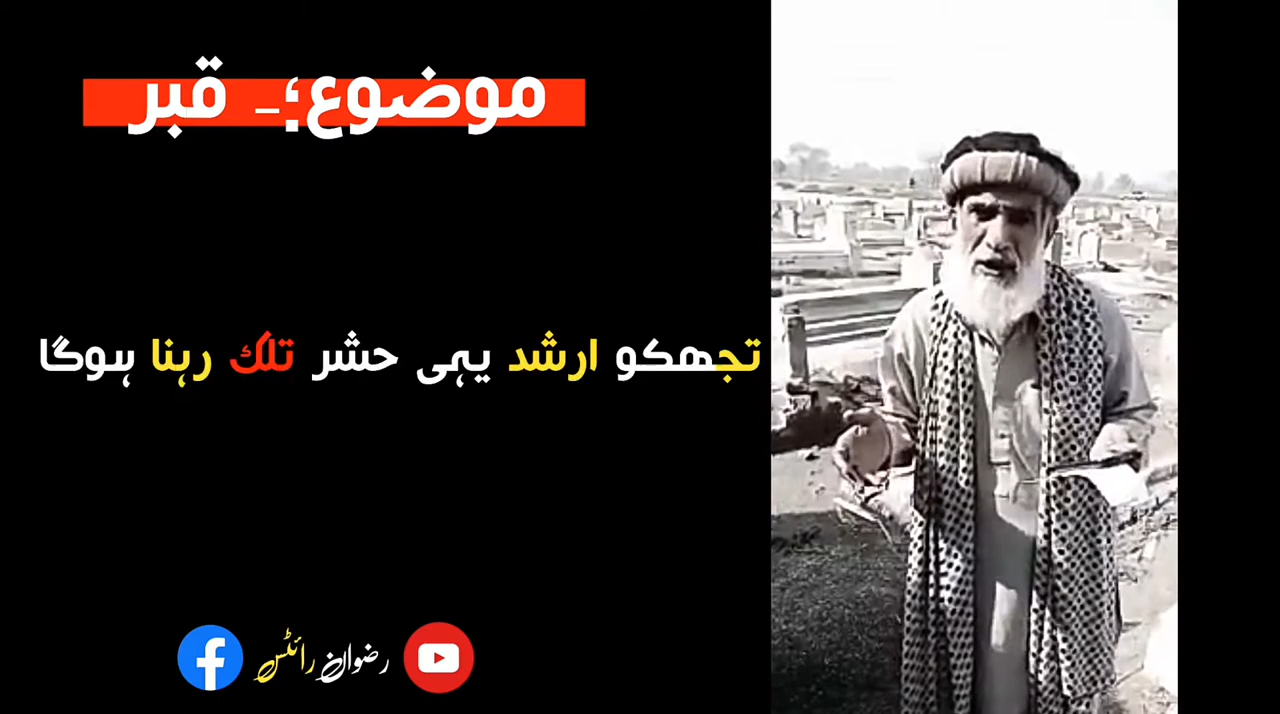 موضوع؛- قبر
تجھکو ارشد یہی حشر تلک رہنا ہوگا
رضوان رائٹس